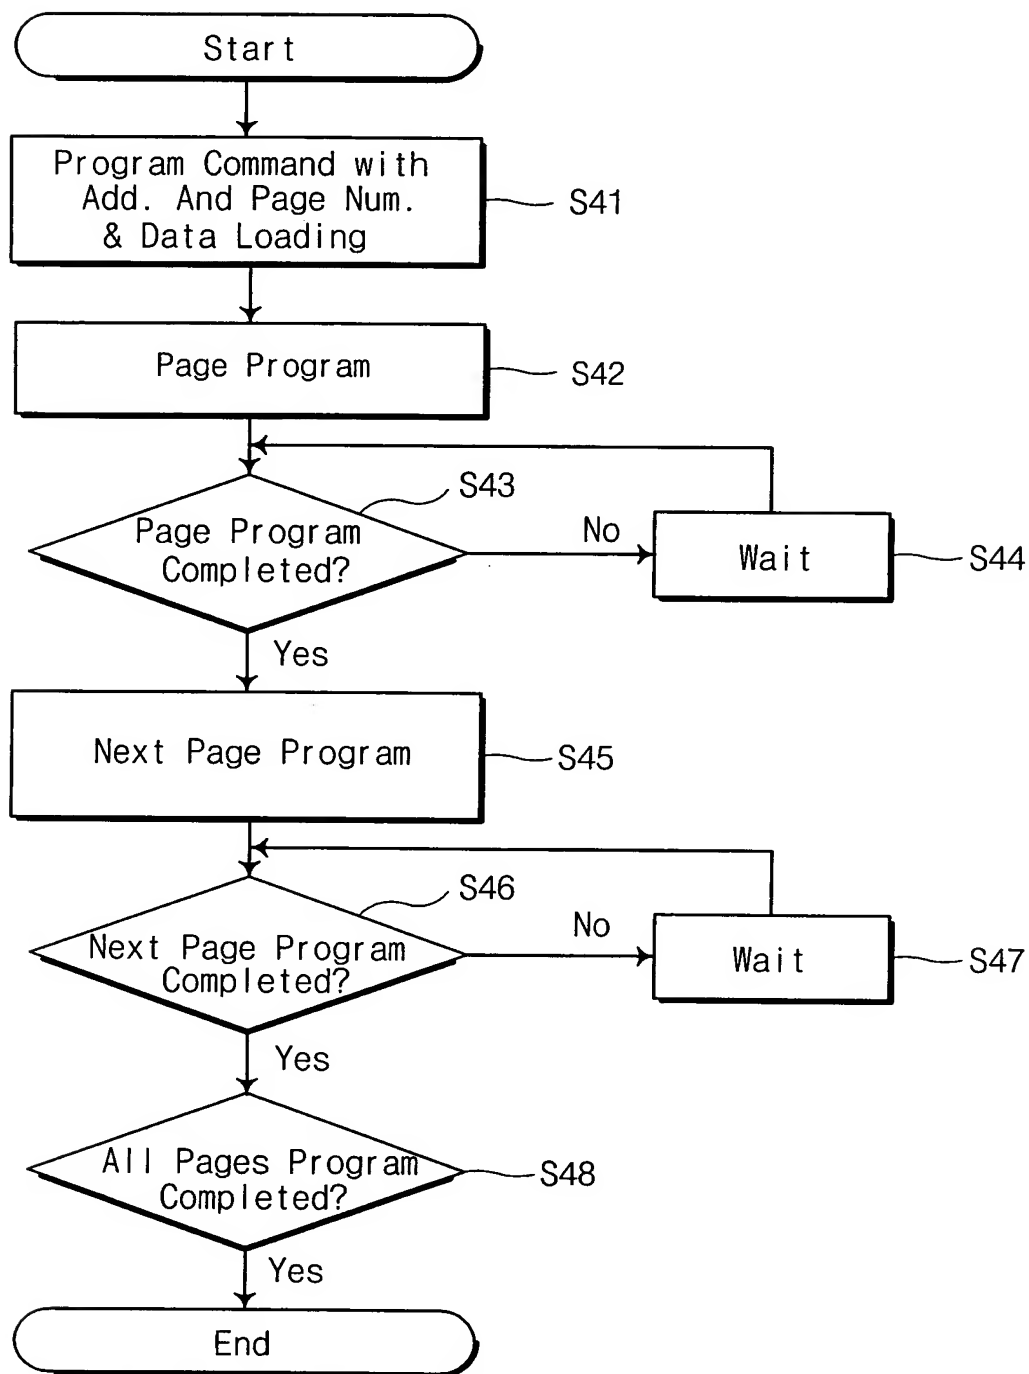 Start
Program Command with
Add. And Page Num.
& Data Loading
S41
Page Program
S42
S43
Page Program
Completed?
No
Wait
S44
Yes
Next Page Program
S45
S46
Next Page Program
Completed?
No
Wait
S47
Yes
All Pages Program
Completed?
S48
Yes
End